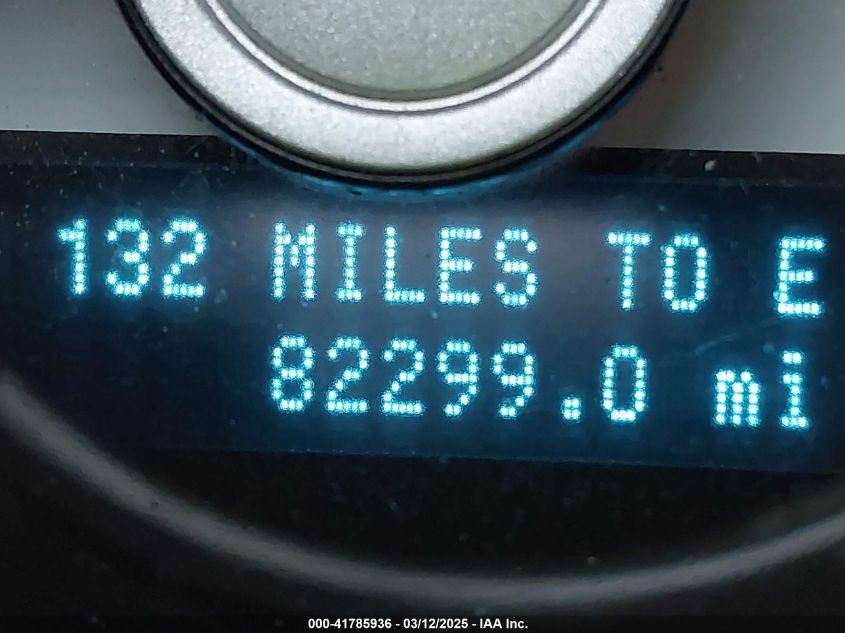 132 MILES TO E
82299.0 mi
000-41785936 - 03/12/2025 - IAA Inc.